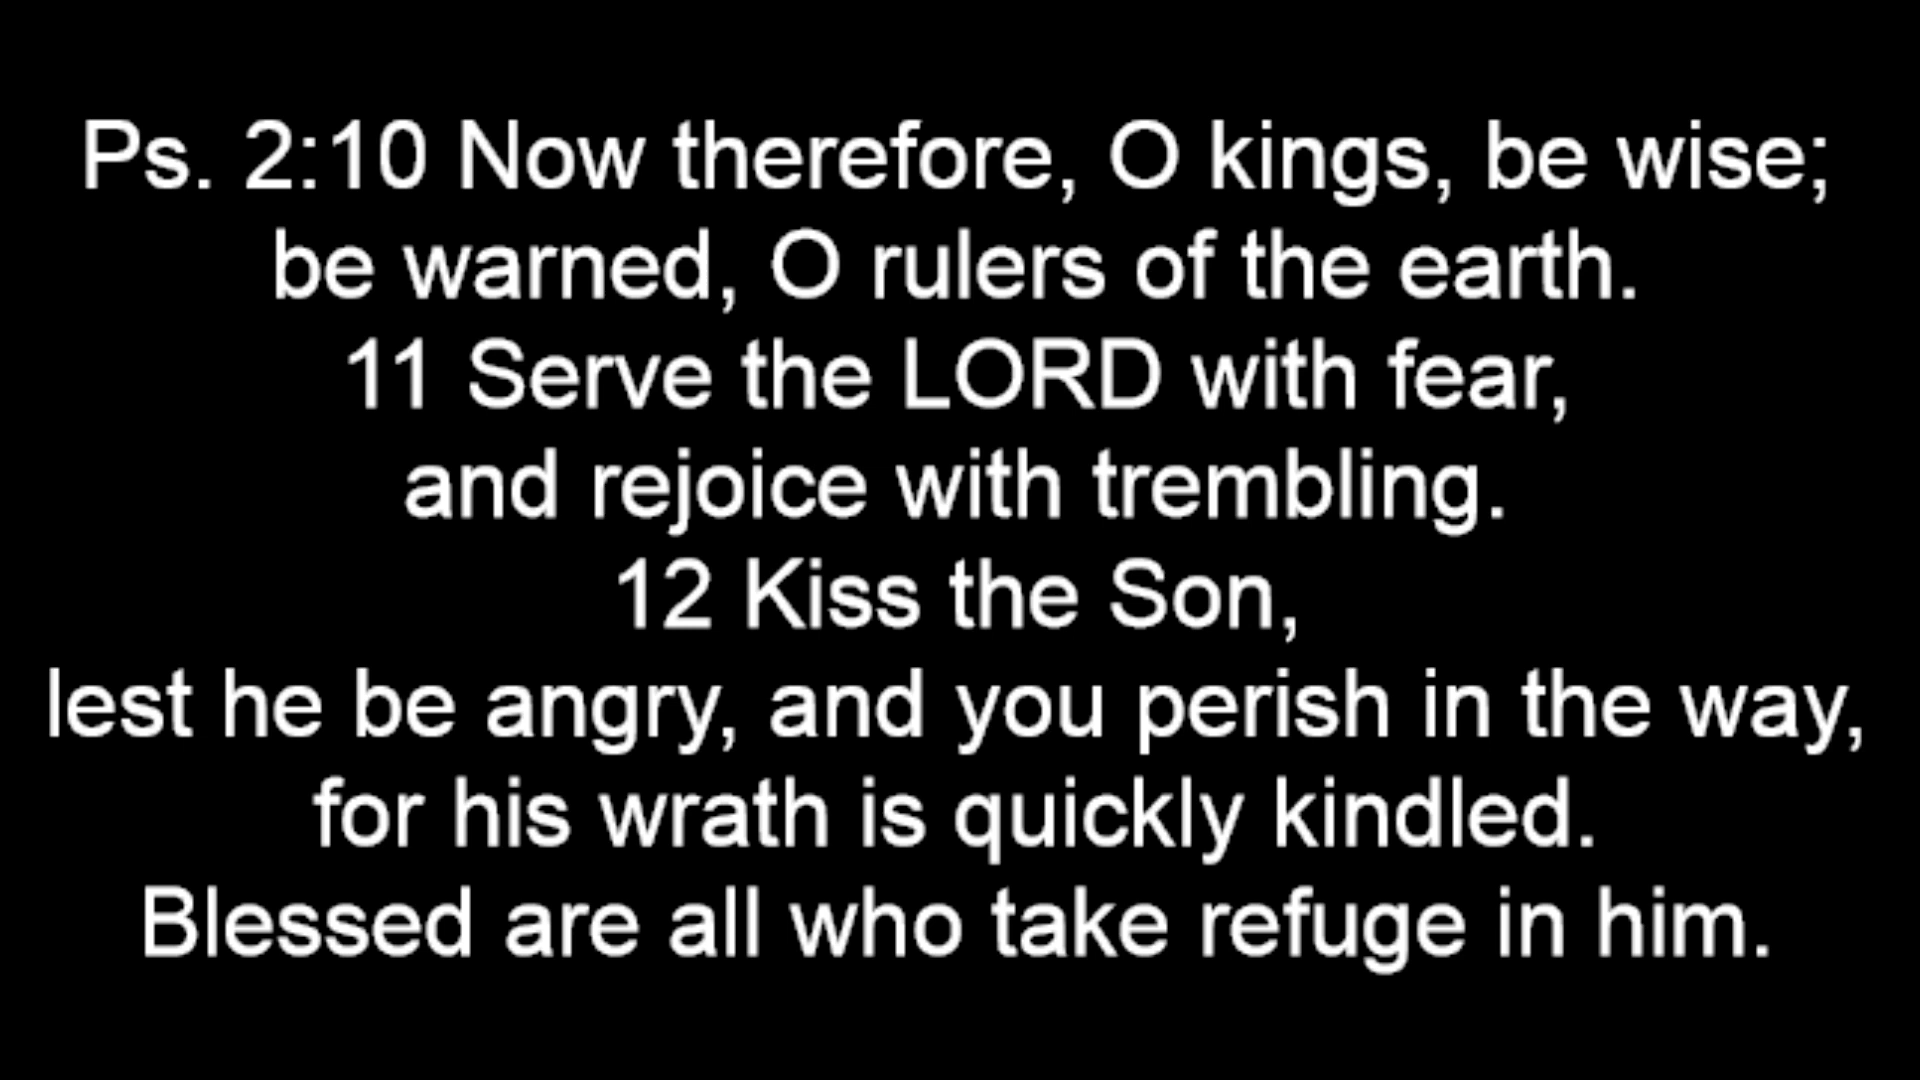 Ps. 2:10 Now therefore, O kings, be wise;
be warned, O rulers of the earth.
11 Serve the LORD with fear,
and rejoice with trembling.
12 Kiss the Son,
lest he be angry, and you perish in the way,
for his wrath is quickly kindled.
Blessed are all who take refuge in him.